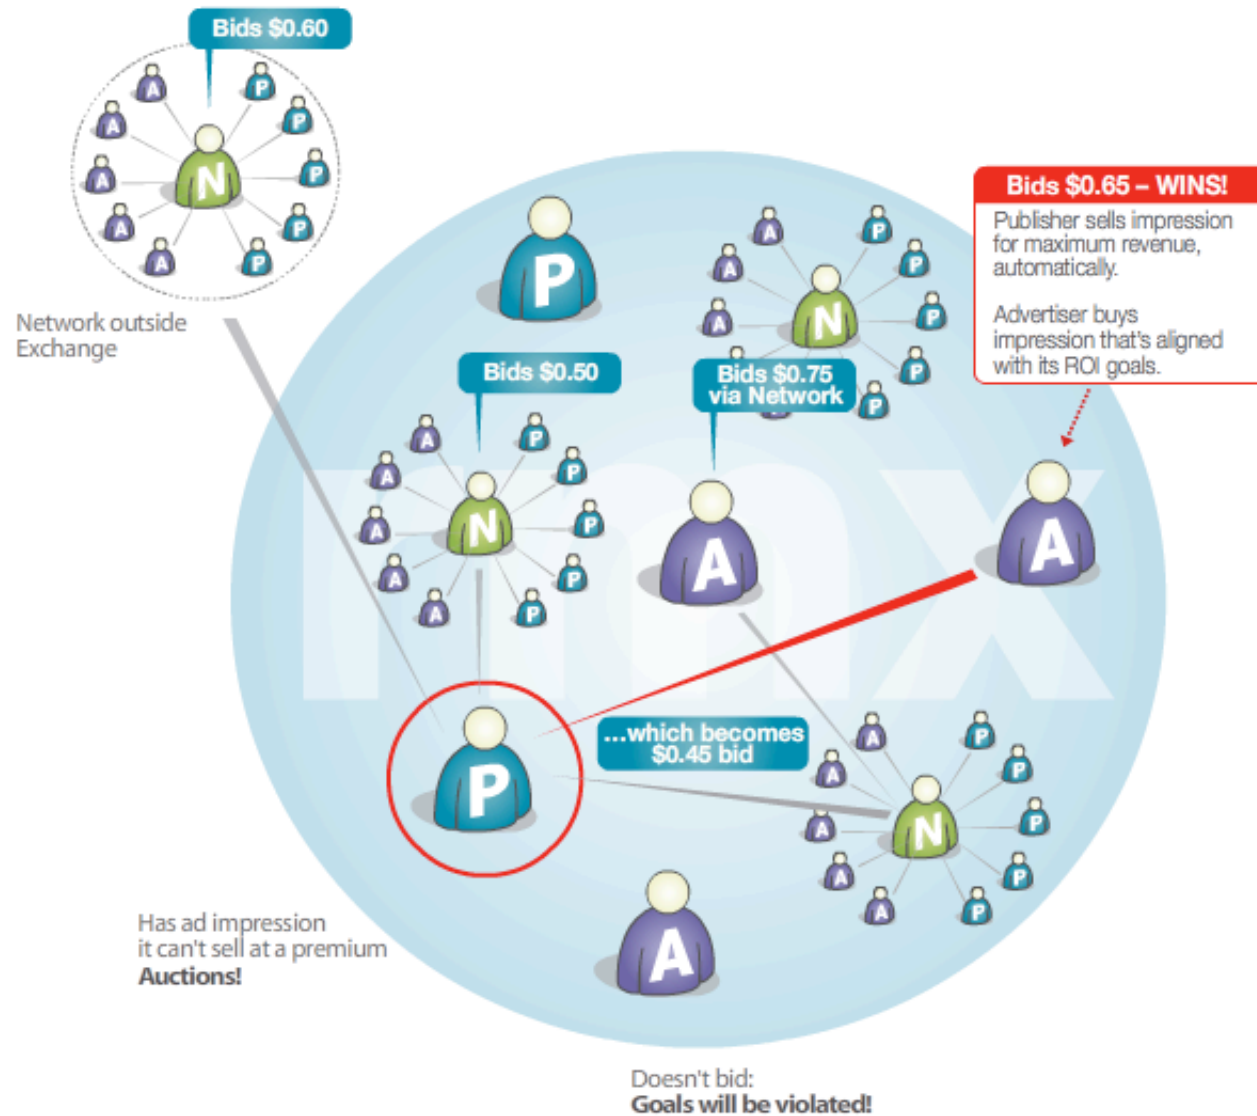 Bids $0.60
A
P
A
P
N
A
P
A
P
A
P
Network outside
Exchange
Bids $0.65 – WINS!
Publisher sells impression
for maximum revenue,
automatically.
Advertiser buys
impression that's aligned
with its ROI goals.
P
A
P
A
P
N
A
P
P
P
Bids $0.50
Bids $0.75
via Network
A
P
A
P
N
A
P
A
P
A
P
A
A
rmx
P
...which becomes
$0.45 bid
A
P
A
P
N
A
P
A
P
A
P
Has ad impression
it can't sell at a premium
Auctions!
A
Doesn't bid:
Goals will be violated!